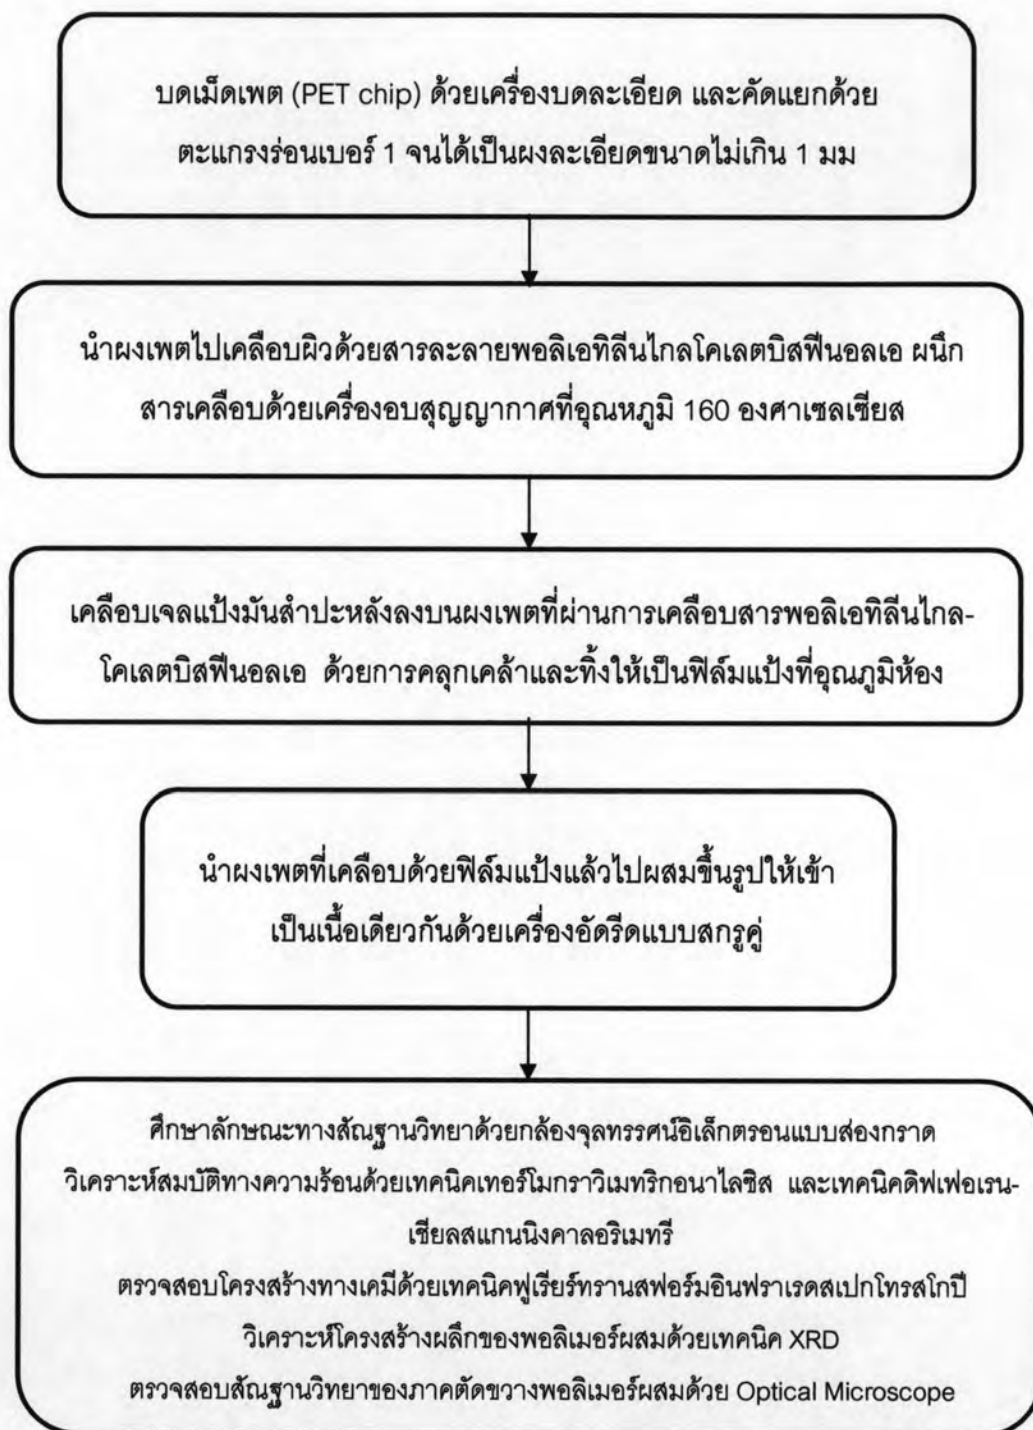 บดเม็ดเพต (PET chip) ด้วยเครื่องบดละเอียด และคัดแยกด้วย
ตะแกรงร่อนเบอร์ 1 จนได้เป็นผงละเอียดขนาดไม่เกิน 1 มม
นำผงเพตไปเคลือบผิวด้วยสารละลายพอลิเอทิลีนไกลโคเลตบิสฟีนอลเอ ผนึก
สารเคลือบด้วยเครื่องอบสุญญากาศที่อุณหภูมิ 160 องศาเซลเซียส
เคลือบเจลแป้งมันสำปะหลังลงบนผงเพตที่ผ่านการเคลือบสารพอลิเอทิลีนไกล-
โคเลตบิสฟีนอลเอ ด้วยการคลุกเคล้าและทิ้งให้เป็นฟิล์มแป้งที่อุณภูมิห้อง
นำผงเพตที่เคลือบด้วยฟิล์มแป้งแล้วไปผสมขึ้นรูปให้เข้า
เป็นเนื้อเดียวกันด้วยเครื่องอัดรีดแบบสกรูคู่
ศึกษาลักษณะทางสัณฐานวิทยาด้วยกล้องจุลทรรศน์อิเล็กตรอนแบบส่องกราด
วิเคราะห์สมบัติทางความร้อนด้วยเทคนิคเทอร์โมกราวิเมทริกอนาไลซิส และเทคนิคดิฟเฟอเรน-
เชียลสแกนนิงคาลอริเมทรี
ตรวจสอบโครงสร้างทางเคมีด้วยเทคนิคฟูเรียร์ทรานสฟอร์มอินฟราเรดสเปกโทรสโกปี
วิเคราะห์โครงสร้างผลึกของพอลิเมอร์ผสมด้วยเทคนิค XRD
ตรวจสอบสัณฐานวิทยาของภาคตัดขวางพอลิเมอร์ผสมด้วย Optical Microscope